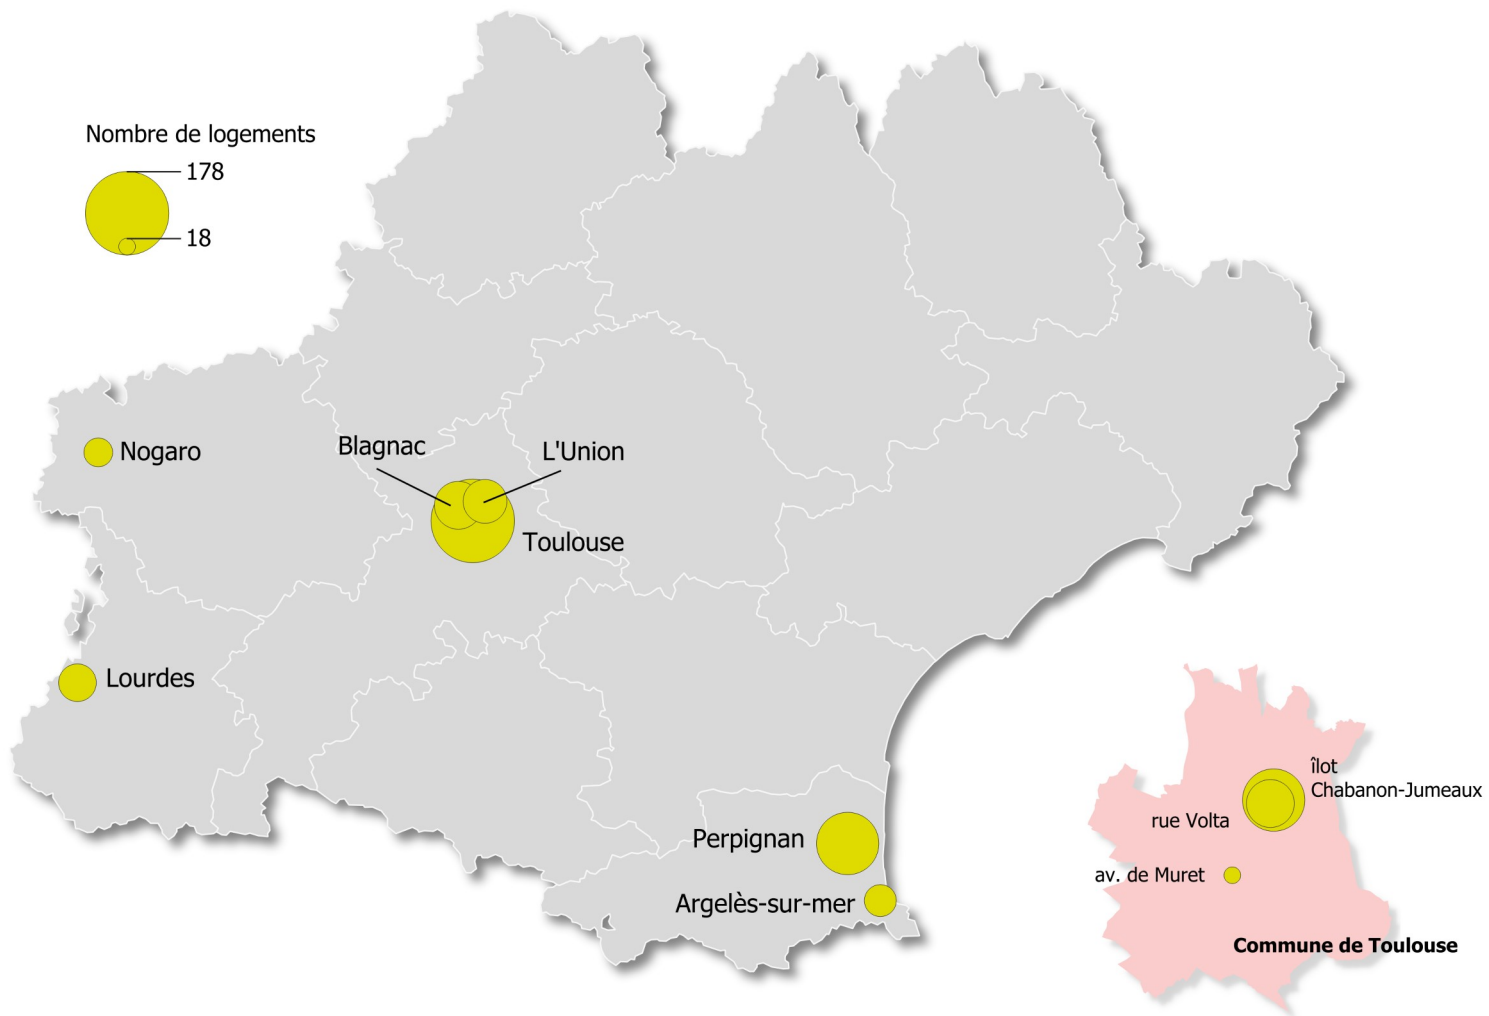 Nombre de logements
178
18
Blagnac
L'Union
Nogaro
Toulouse
Lourdes
Perpignan
Argelès-sur-mer
îlot
Chabanon-Jumeaux
rue Volta
av. de Muret
Commune de Toulouse